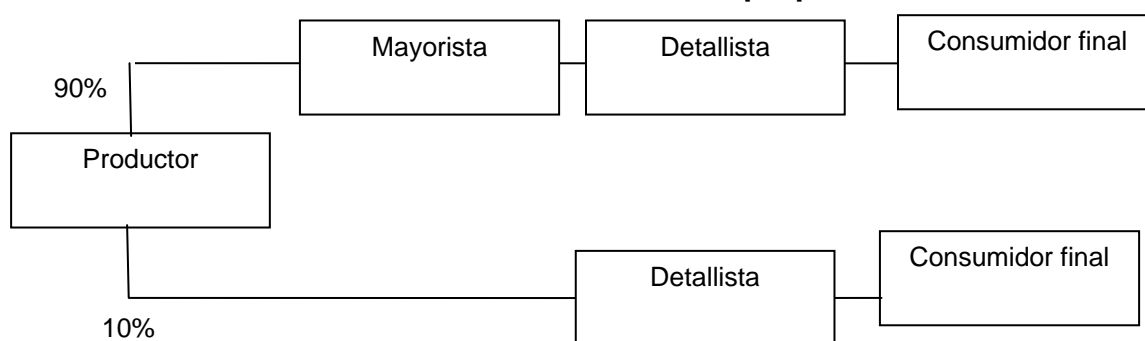 Mayorista
Detallista
Consumidor final
90%
Productor
Detallista
Consumidor final
10%